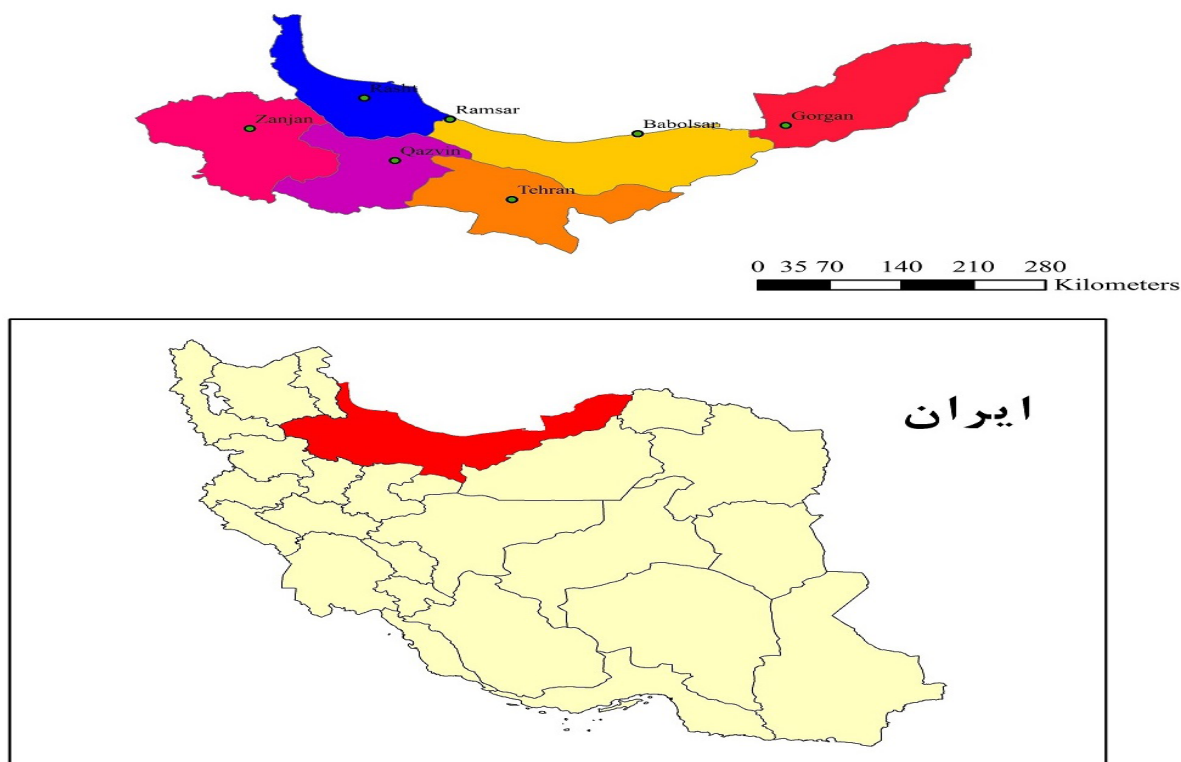 Rasht
Ramsar
Zanjan
Babolsar
Gorgan
Qazvin
Tehran
0 35 70 140 210 280
Kilometers
ایران